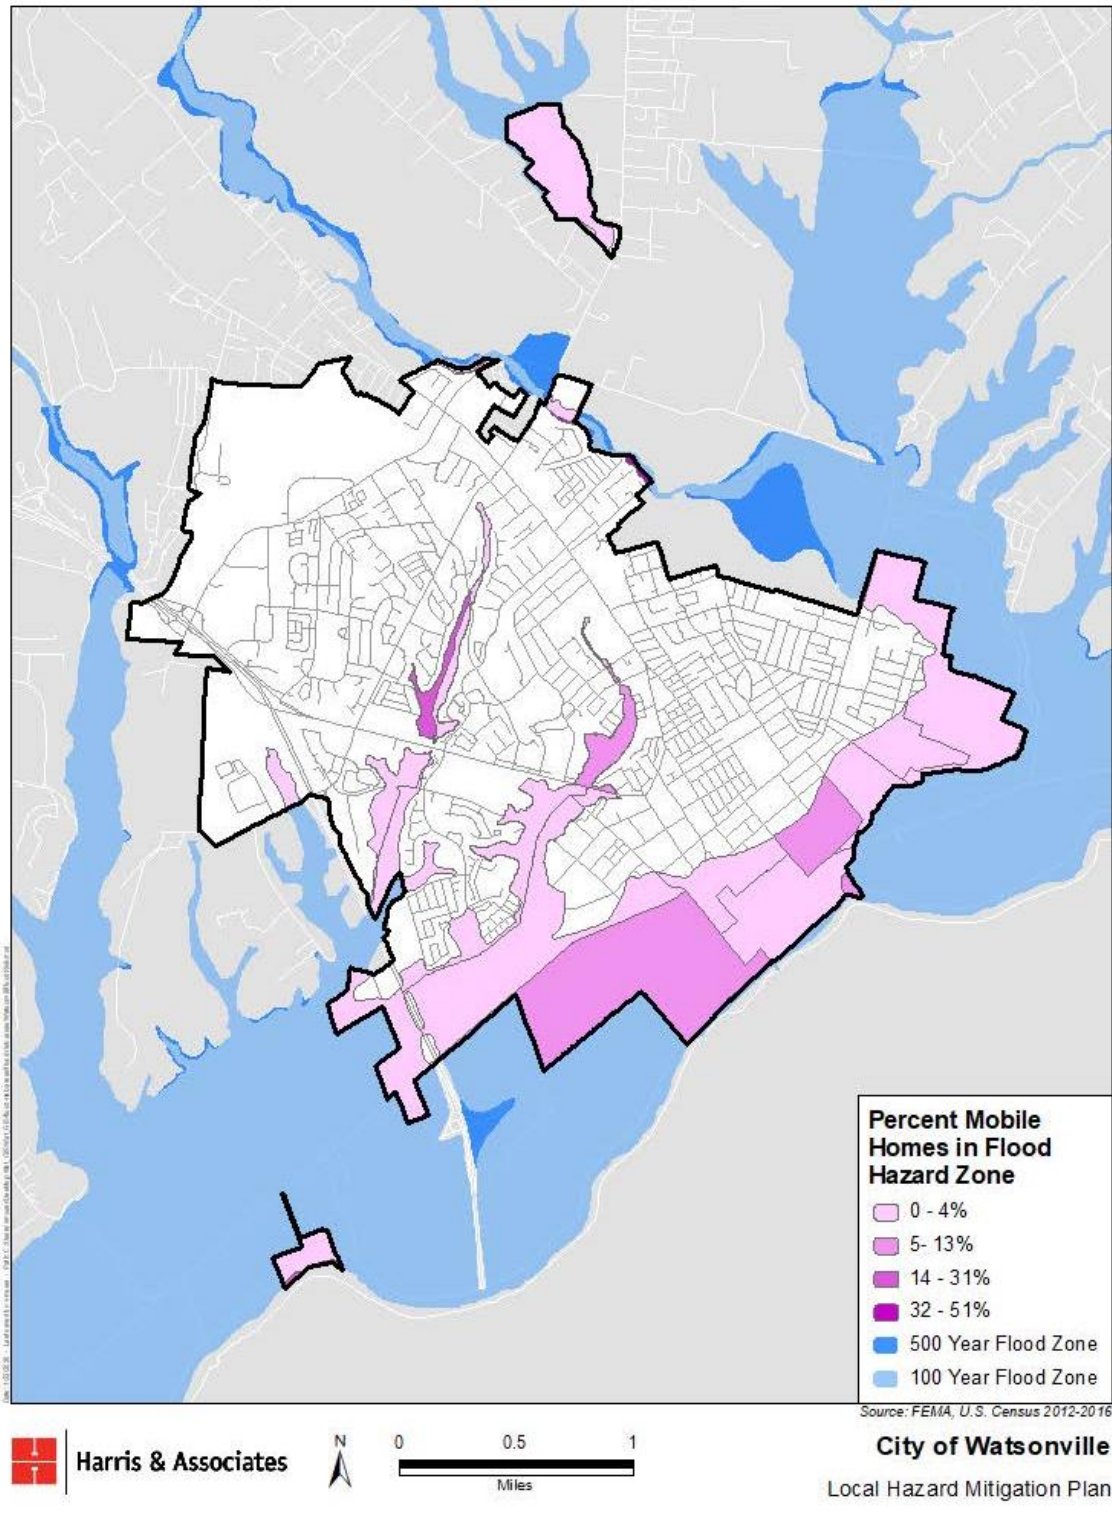 Percent Mobile
Homes in Flood
Hazard Zone
0 - 4%
5- 13%
14 - 31%
32 - 51%
500 Year Flood Zone
100 Year Flood Zone
Source: FEMA, U.S. Census 2012-2016
Harris & Associates
N
0 0.5 1
Miles
City of Watsonville
Local Hazard Mitigation Plan